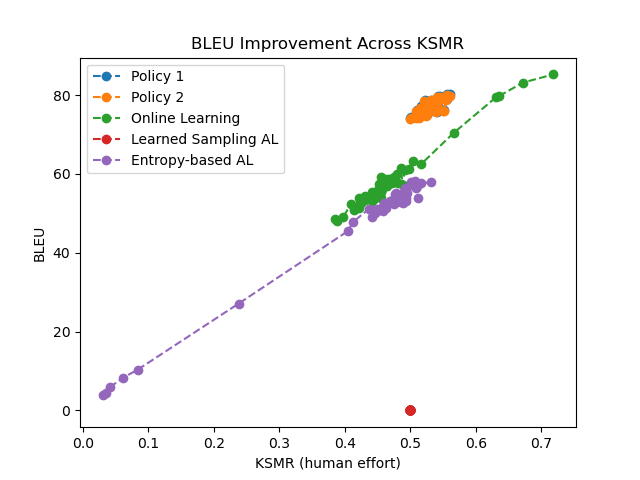 BLEU Improvement Across KSMR
Policy 1
Policy 2
Online Learning
Learned Sampling AL
Entropy-based AL
BLEU
80
60
40
20
0
0.0 0.1 0.2 0.3 0.4 0.5 0.6 0.7
KSMR (human effort)